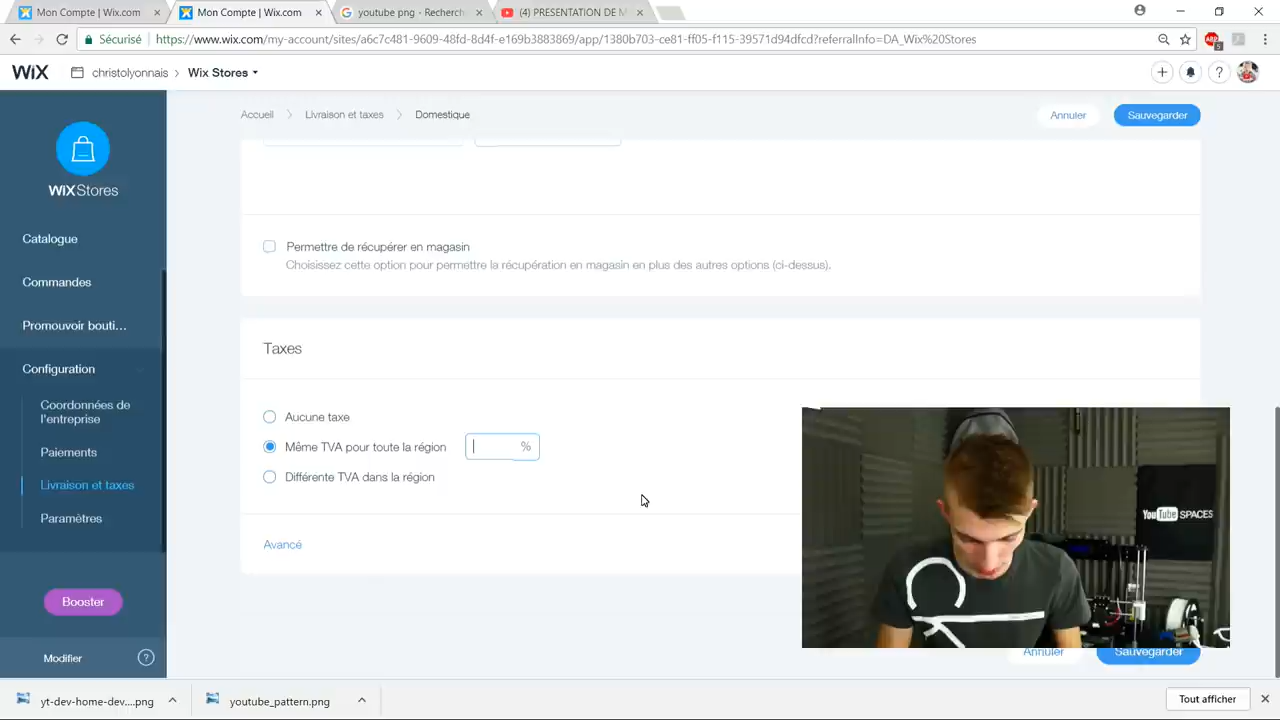 Mon Compte | Wix.com
Mon Compte | Wix.com
youtube png - Recherch
(4) PRESENTATION DE M
Sécurisé
https://www.wix.com/my-account/sites/a6c7c481-9609-48fd-8d4f-e169b3883869/app/1380b703-ce81-ff05-f115-39571d94dfcd?referralInfo=DA_Wix%20Stores
WiX
christolyonnais
Wix Stores
Accueil
Livraison et taxes
Domestique
Annuler
Sauvegarder
WiXStores
Catalogue
Commandes
Promouvoir bouti...
Configuration
Coordonnées de
l'entreprise
Paiements
Livraison et taxes
Paramètres
Booster
Modifier
?
Permettre de récupérer en magasin
Choisissez cette option pour permettre la récupération en magasin en plus des autres options (ci-dessus).
Taxes
Aucune taxe
Même TVA pour toute la région
%
Différente TVA dans la région
Avancé
YouTube SPACES
Annuler
Sauvegarder
yt-dev-home-dev....png
youtube_pattern.png
Tout afficher